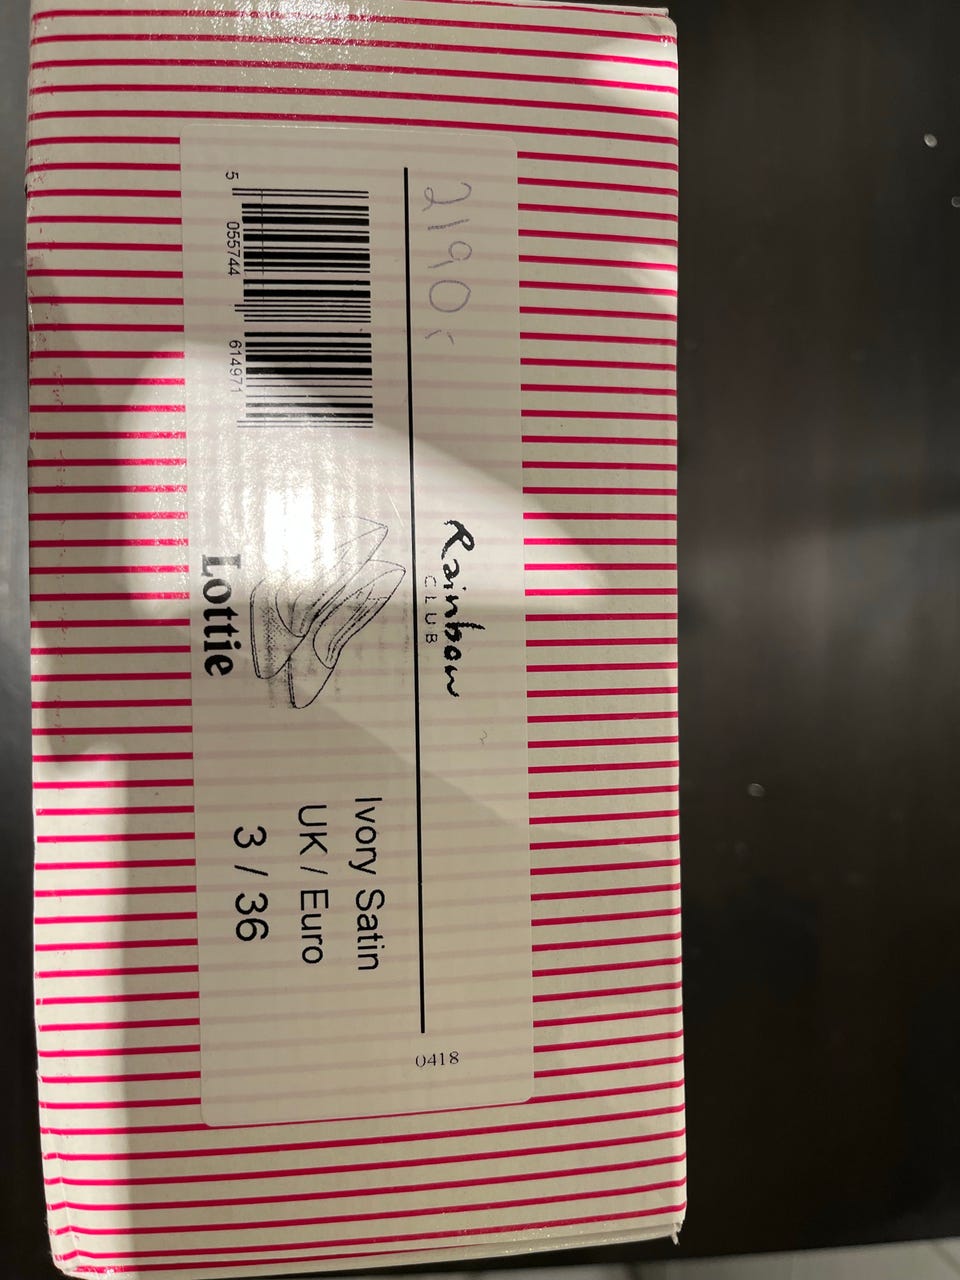 2190:-
Rainbow
CLUB
0418
5 055744 614971
Ivory Satin
UK / Euro
3 / 36
Lottie